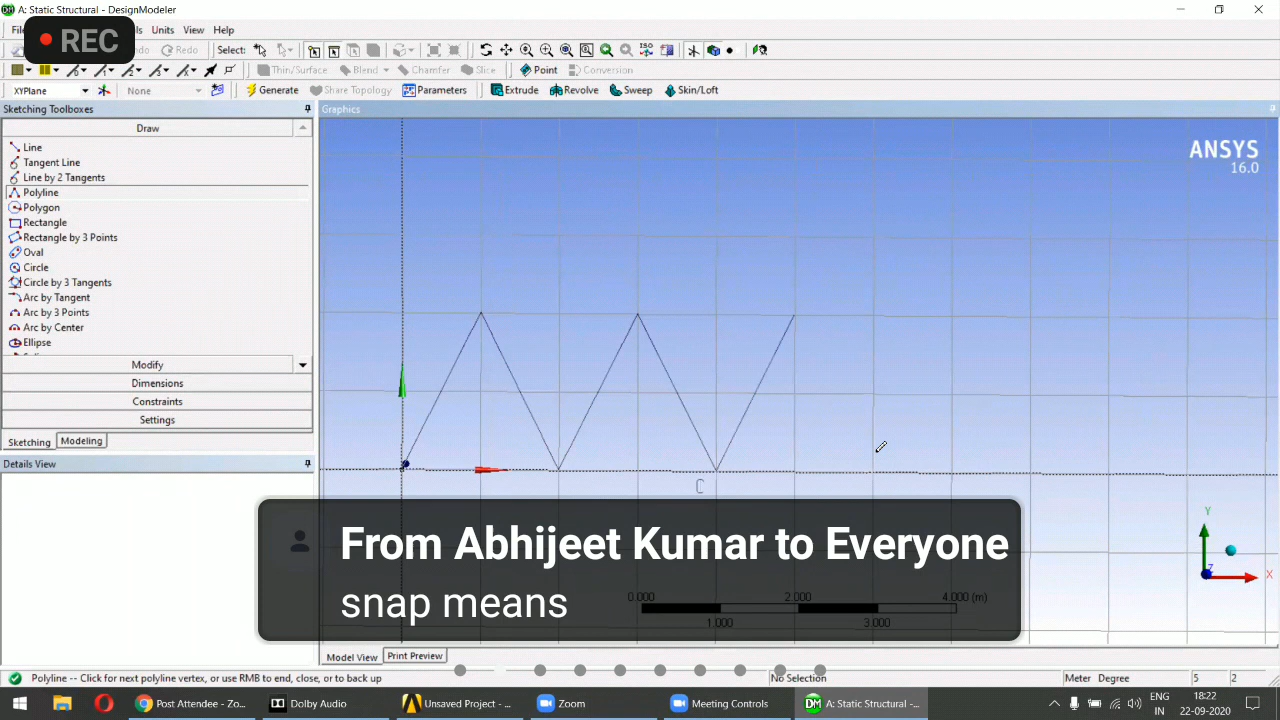 A: Static Structural - DesignModeler
Units View Help
REC
Redo Select:
Thin/Surface Blend Chamfer Slice Point Conversion
XYPlane None Generate Share Topology Parameters Extrude Revolve Sweep Skin/Loft
Sketching Toolboxes
Graphics
Draw
Line
Tangent Line
Line by 2 Tangents
Polyline
Polygon
Rectangle
Rectangle by 3 Points
Oval
Circle
Circle by 3 Tangents
Arc by Tangent
Arc by 3 Points
Arc by Center
Ellipse
Modify
Dimensions
Constraints
Settings
Sketching Modeling
Details View
ANSYS
16.0
C
Y
Z
X
From Abhijeet Kumar to Everyone
snap means
0.000 2.000 4.000 (m)
1.000 3.000
Model View Print Preview
Polyline -- Click for next polyline vertex, or use RMB to end, close, or to back up
No Selection Meter Degree 5 2
Post Attendee - Zo... Dolby Audio Unsaved Project - ... Zoom Meeting Controls A: Static Structural -...
ENG
IN
18:22
22-09-2020